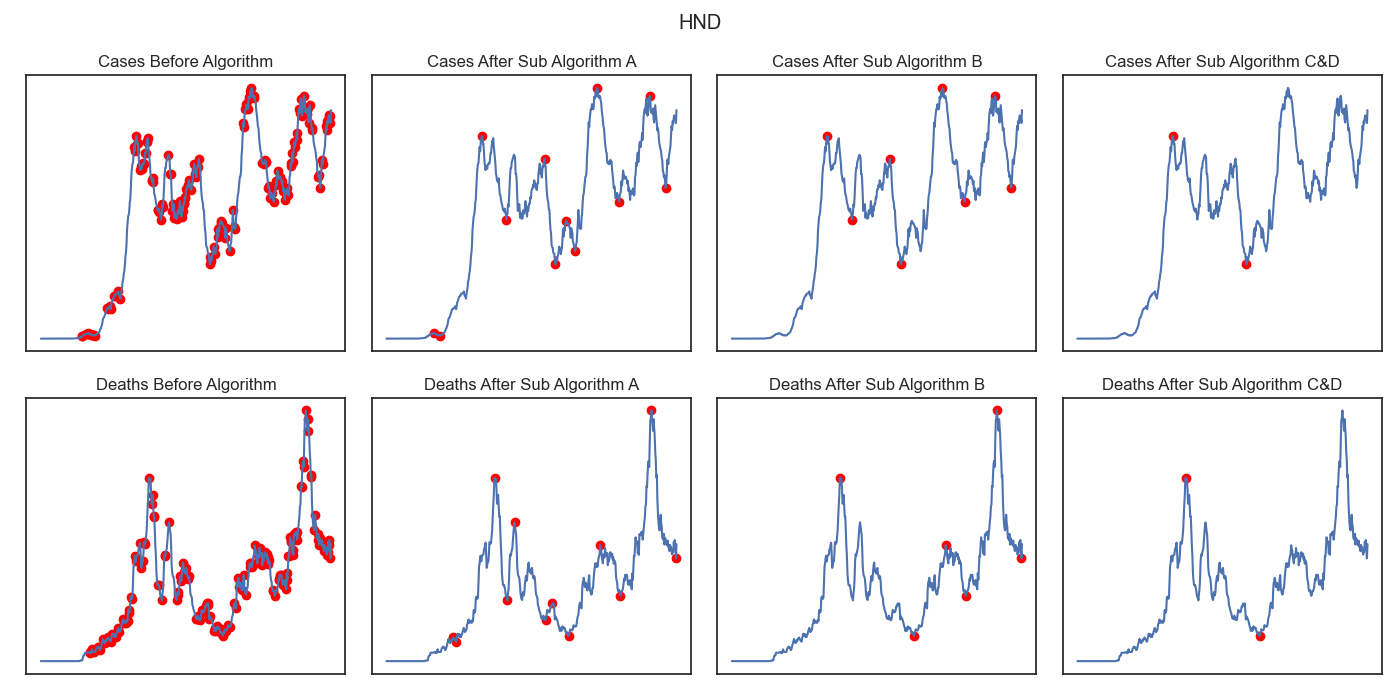 HND
Cases Before Algorithm
Cases After Sub Algorithm A
Cases After Sub Algorithm B
Cases After Sub Algorithm C&D
Deaths Before Algorithm
Deaths After Sub Algorithm A
Deaths After Sub Algorithm B
Deaths After Sub Algorithm C&D